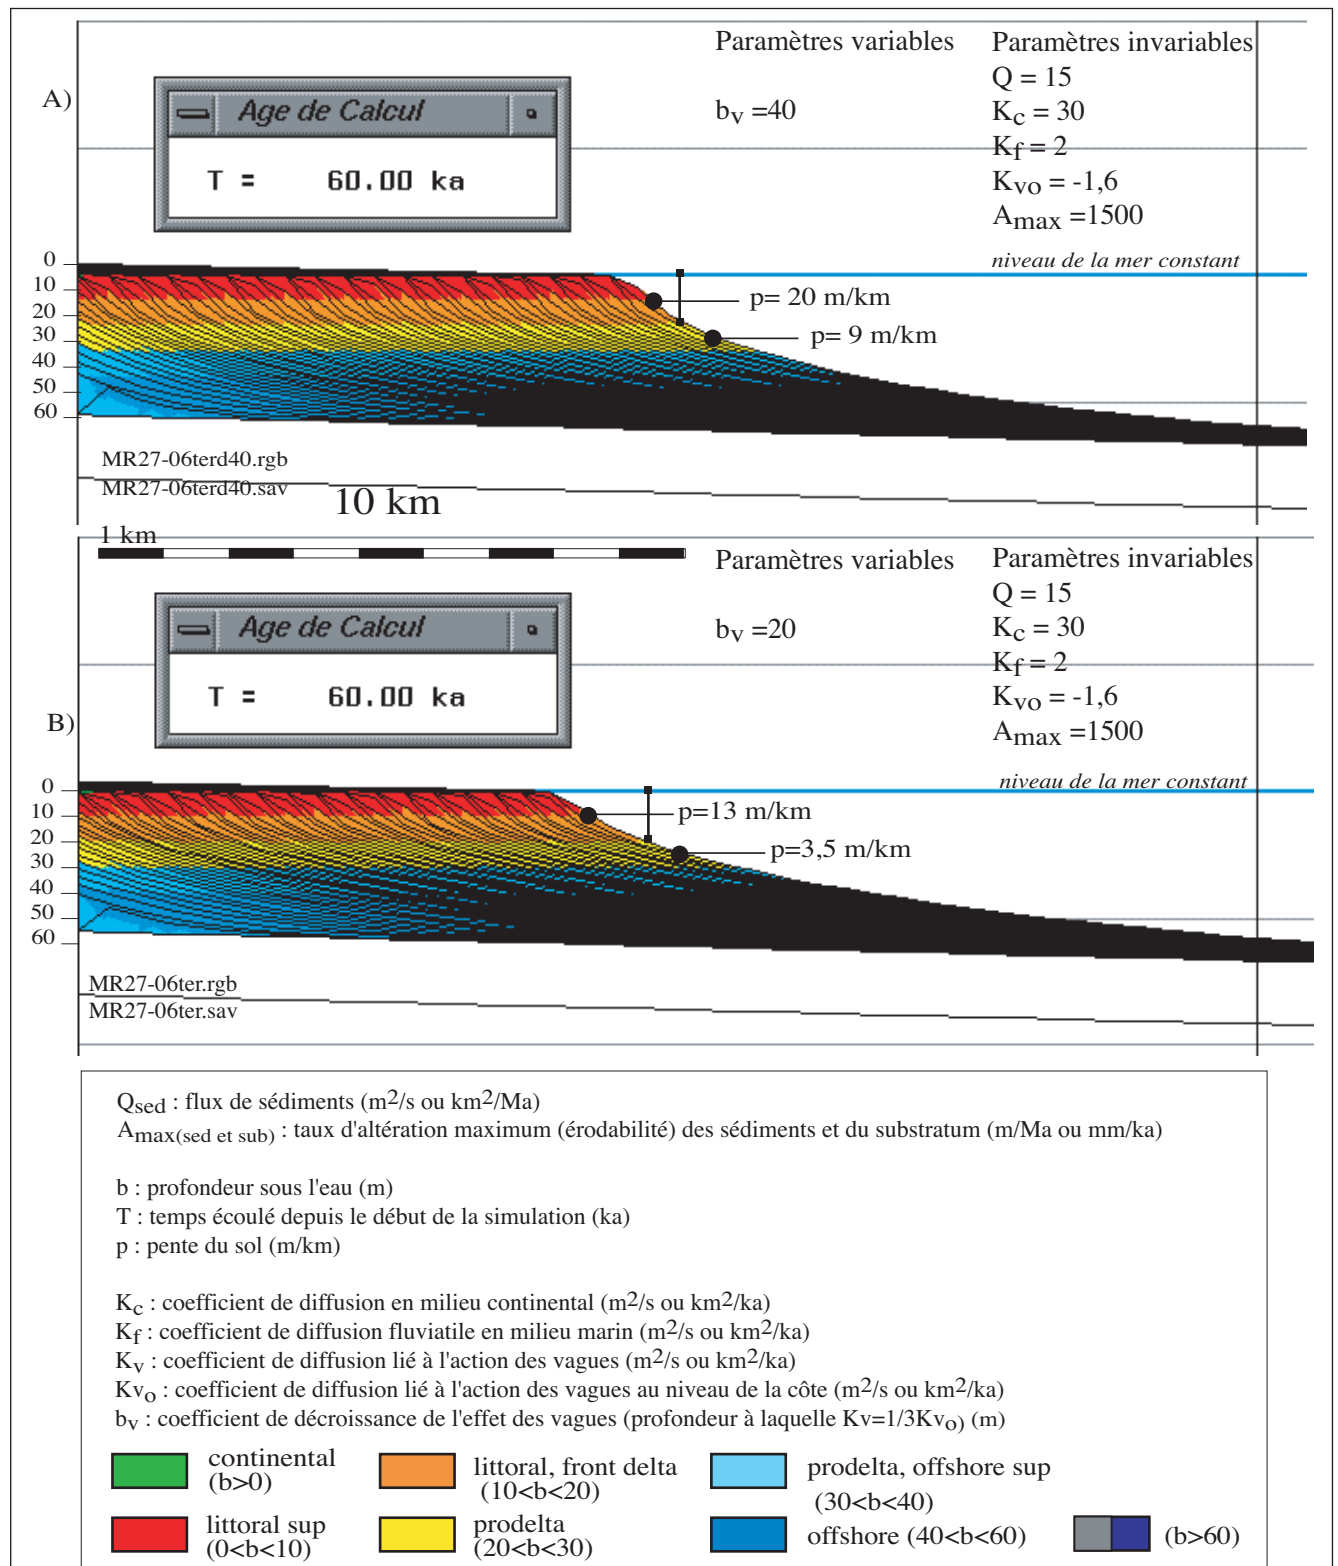 A)
Age de Calcul
T = 60.00 ka
Paramètres variables
bv =40
Paramètres invariables
Q = 15
Kc = 30
Kf = 2
Kvo = -1,6
Amax =1500
niveau de la mer constant
0
10
20
30
40
50
60
p= 20 m/km
p= 9 m/km
MR27-06terd40.rgb
MR27-06terd40.sav
10 km
1 km
B)
Age de Calcul
T = 60.00 ka
Paramètres variables
bv =20
Paramètres invariables
Q = 15
Kc = 30
Kf = 2
Kvo = -1,6
Amax =1500
niveau de la mer constant
0
10
20
30
40
50
60
p=13 m/km
p=3,5 m/km
MR27-06ter.rgb
MR27-06ter.sav
Qsed : flux de sédiments (m2/s ou km2/Ma)
Amax(sed et sub) : taux d'altération maximum (érodabilité) des sédiments et du substratum (m/Ma ou mm/ka)
b : profondeur sous l'eau (m)
T : temps écoulé depuis le début de la simulation (ka)
p : pente du sol (m/km)
Kc : coefficient de diffusion en milieu continental (m2/s ou km2/ka)
Kf : coefficient de diffusion fluviatile en milieu marin (m2/s ou km2/ka)
Kv : coefficient de diffusion lié à l'action des vagues (m2/s ou km2/ka)
Kvo : coefficient de diffusion lié à l'action des vagues au niveau de la côte (m2/s ou km2/ka)
bv : coefficient de décroissance de l'effet des vagues (profondeur à laquelle Kv=1/3Kvo) (m)
continental
(b>0)
littoral, front delta
(10<b<20)
prodelta, offshore sup
(30<b<40)
littoral sup
(0<b<10)
prodelta
(20<b<30)
offshore (40<b<60)
(b>60)